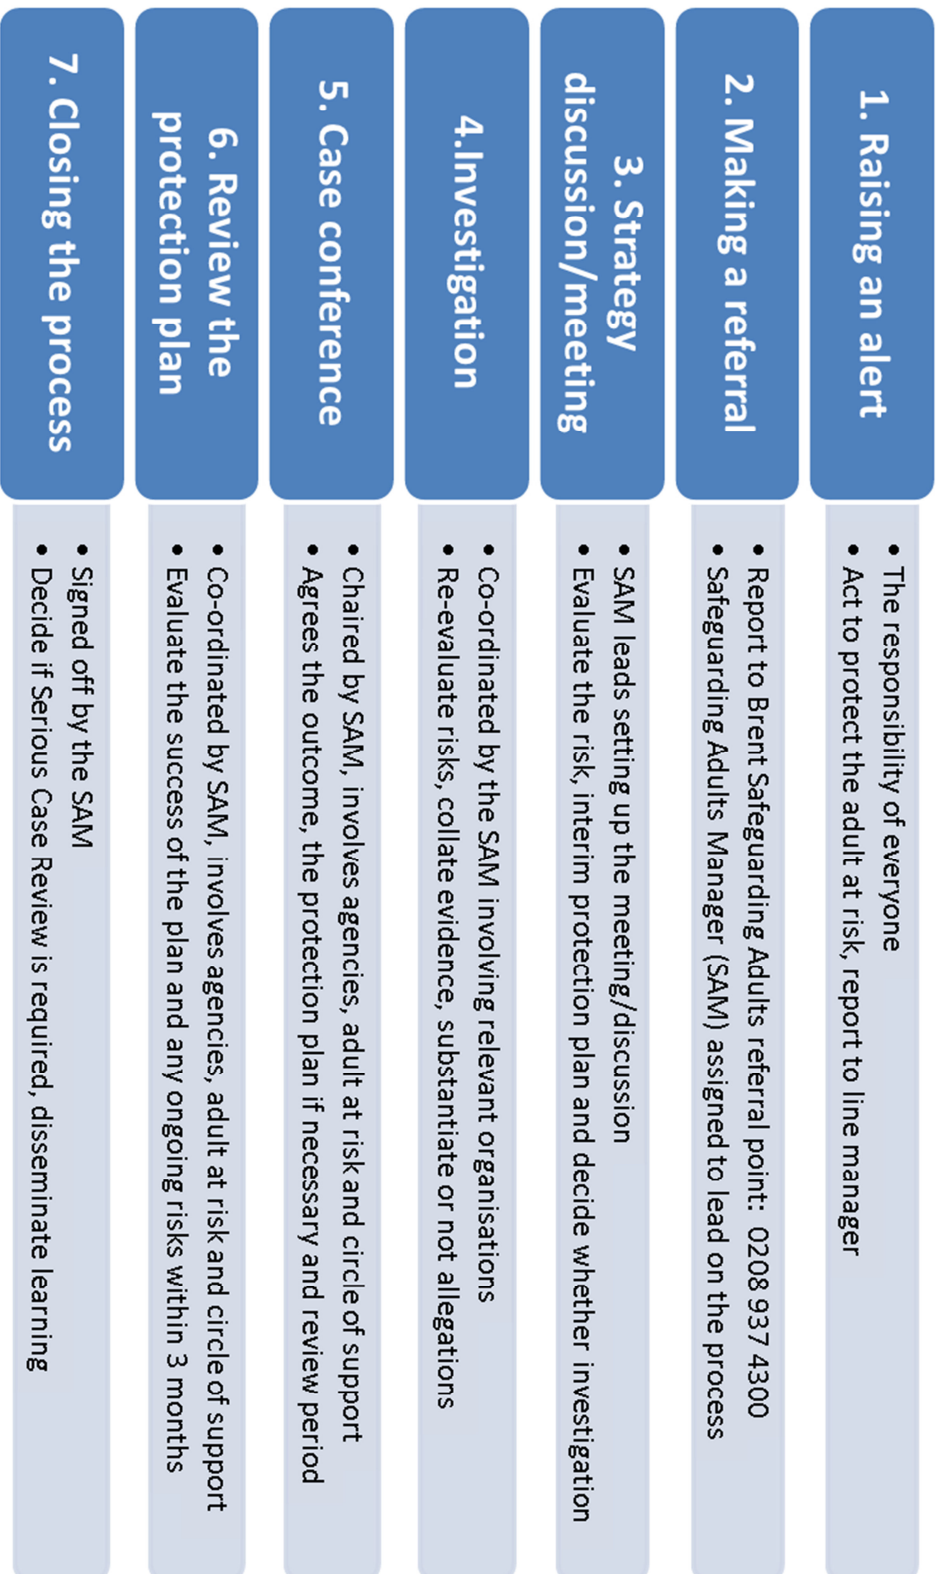 1. Raising an alert
• The responsibility of everyone
• Act to protect the adult at risk, report to line manager
2. Making a referral
• Report to Brent Safeguarding Adults referral point: 0208 937 4300
• Safeguarding Adults Manager (SAM) assigned to lead on the process
3. Strategy
discussion/meeting
• SAM leads setting up the meeting/discussion
• Evaluate the risk, interim protection plan and decide whether investigation
4.Investigation
• Co-ordinated by the SAM involving relevant organisations
• Re-evaluate risks, collate evidence, substantiate or not allegations
5. Case conference
• Chaired by SAM, involves agencies, adult at risk and circle of support
• Agrees the outcome, the protection plan if necessary and review period
6. Review the
protection plan
• Co-ordinated by SAM, involves agencies, adult at risk and circle of support
• Evaluate the success of the plan and any ongoing risks within 3 months
7. Closing the process
• Signed off by the SAM
• Decide if Serious Case Review is required, disseminate learning